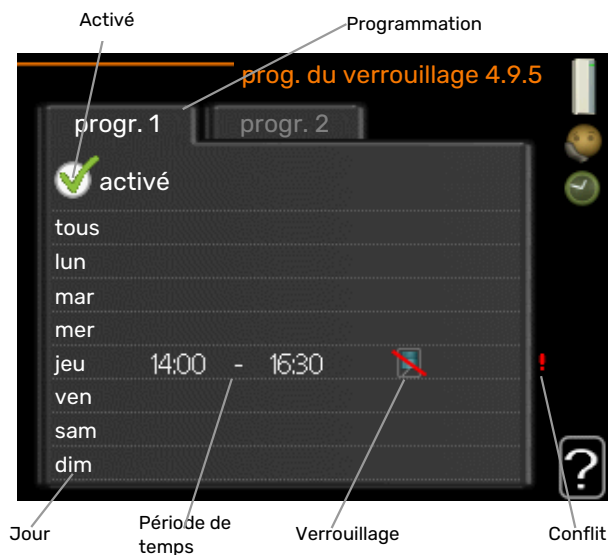 Activé
Programmation
prog. du verrouillage 4.9.5
progr. 1
progr. 2
activé
tous
lun
mar
mer
jeu 14:00 - 16:30 !
ven
sam
dim
?
Jour
Période de
temps
Verrouillage
Conflit